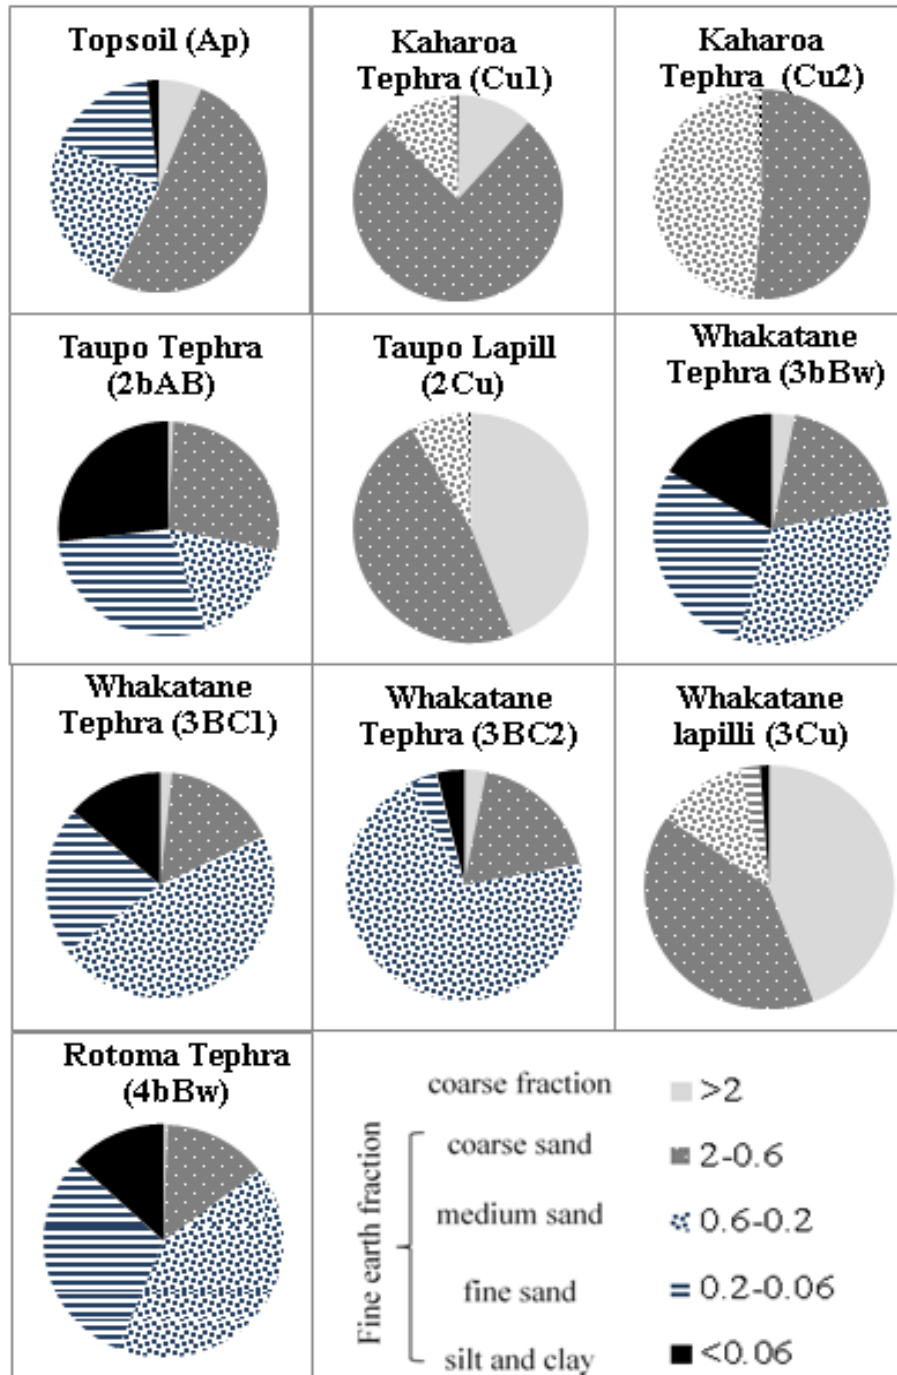 Topsoil (Ap)
Kaharoa
Tephra (Cu1)
Kaharoa
Tephra (Cu2)
Taupo Tephra
(2bAB)
Taupo Lapill
(2Cu)
Whakatane
Tephra (3bBw)
Whakatane
Tephra (3BC1)
Whakatane
Tephra (3BC2)
Whakatane
lapilli (3Cu)
Rotoma Tephra
(4bBw)
coarse fraction >2
Fine earth fraction
coarse sand 2-0.6
medium sand 0.6-0.2
fine sand 0.2-0.06
silt and clay <0.06